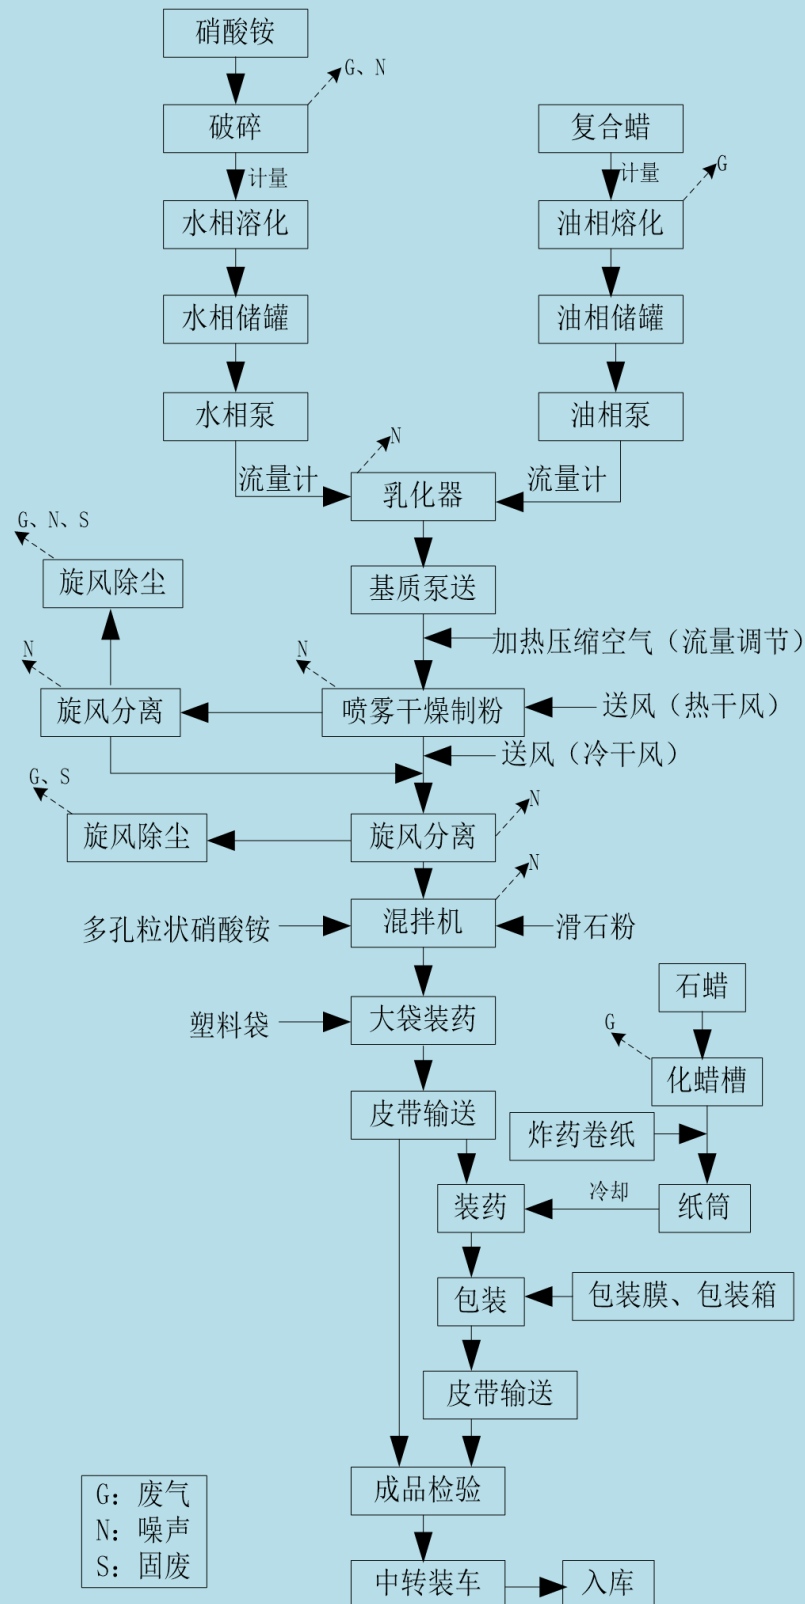 硝酸铵
G、N
破碎
复合蜡
计量
计量
G
水相溶化
油相熔化
水相储罐
油相储罐
水相泵
油相泵
N
流量计
乳化器
流量计
G、N、S
旋风除尘
基质泵送
加热压缩空气（流量调节）
N
N
旋风分离
喷雾干燥制粉
送风（热干风）
送风（冷干风）
G、S
N
旋风除尘
旋风分离
N
多孔粒状硝酸铵
混拌机
滑石粉
石蜡
塑料袋
大袋装药
G
化蜡槽
皮带输送
炸药卷纸
装药
冷却
纸筒
包装
包装膜、包装箱
皮带输送
成品检验
G：废气
N：噪声
S：固废
中转装车
入库